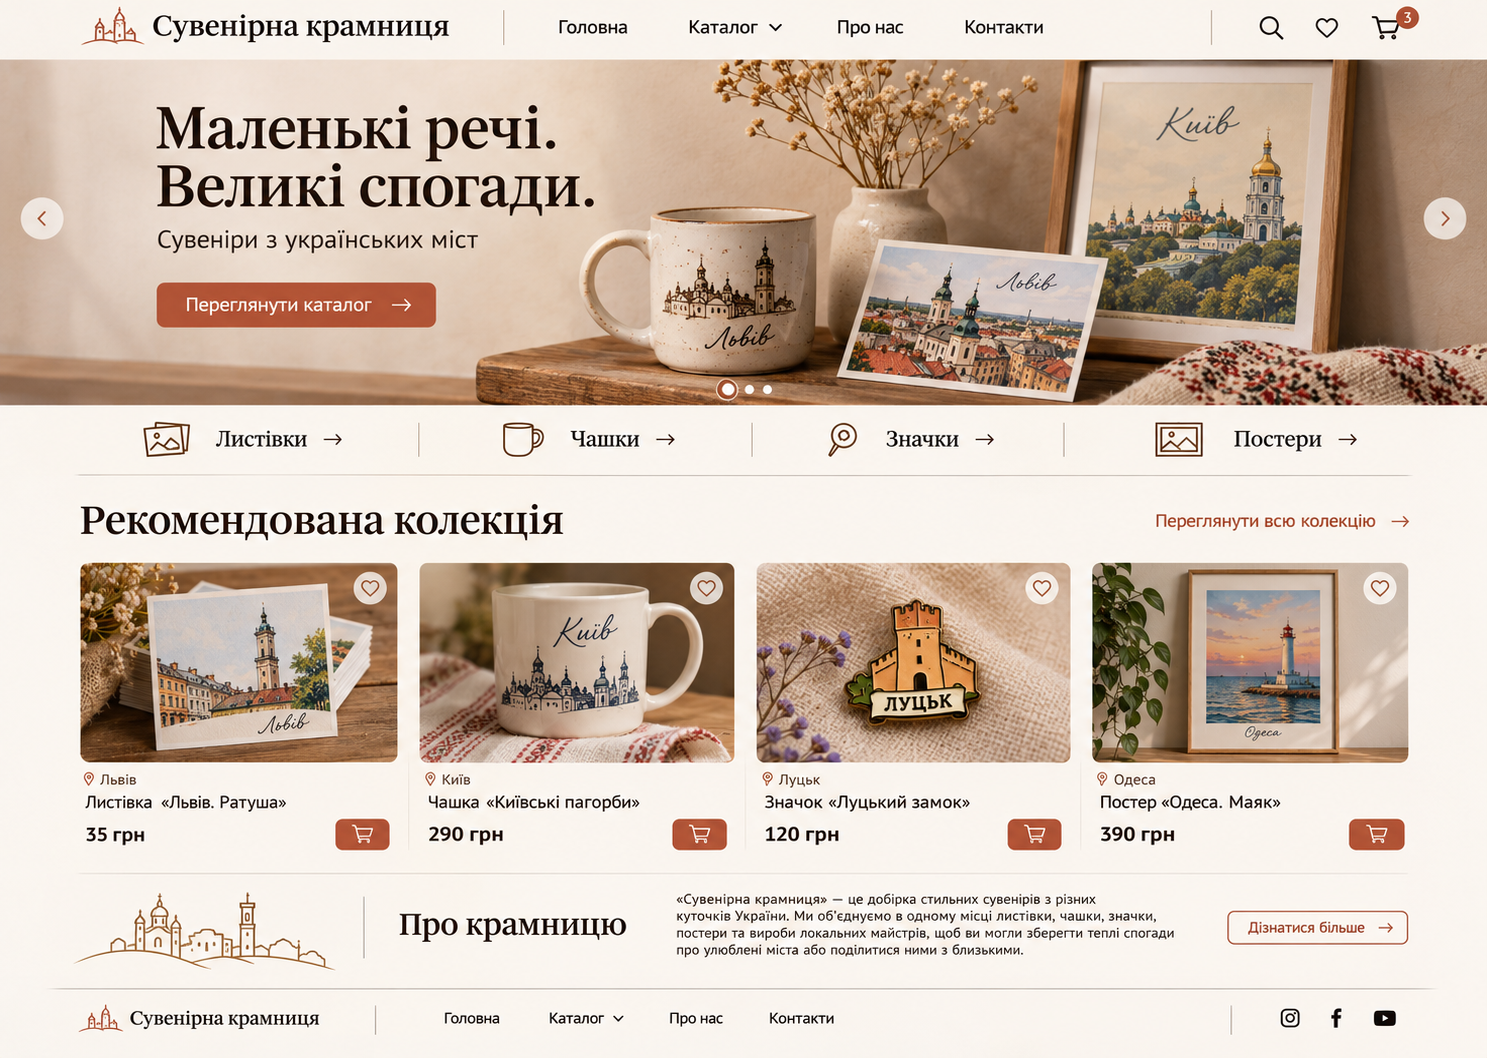 Сувенірна крамниця
Головна
Каталог
Про нас
Контакти
3
Маленькі речі.
Великі спогади.
Сувеніри з українських міст
Переглянути каталог
Київ
Львів
Львів
Листівки
Чашки
Значки
Постери
Рекомендована колекція
Переглянути всю колекцію
Львів
Київ
ЛУЦЬК
Одеса
Львів
Листівка «Львів. Ратуша»
35 грн
Київ
Чашка «Київські пагорби»
290 грн
Луцьк
Значок «Луцький замок»
120 грн
Одеса
Постер «Одеса. Маяк»
390 грн
Про крамницю
«Сувенірна крамниця» — це добірка стильних сувенірів з різних
куточків України. Ми об'єднуємо в одному місці листівки, чашки, значки,
постери та вироби локальних майстрів, щоб ви могли зберегти теплі спогади
про улюблені міста або поділитися ними з близькими.
Дізнатися більше
Сувенірна крамниця
Головна
Каталог
Про нас
Контакти